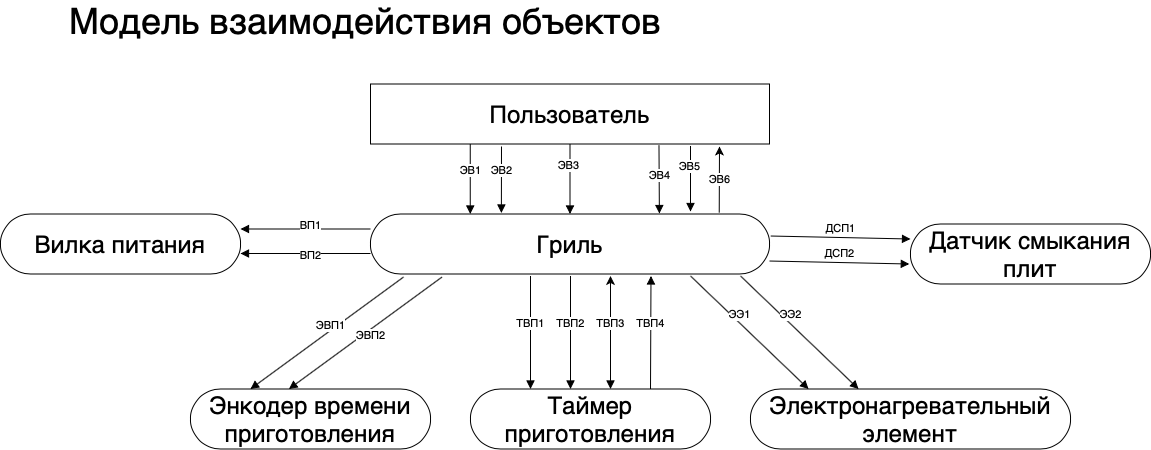 Модель взаимодействия объектов
Пользователь
ЭВ1
ЭВ2
ЭВ3
ЭВ4
ЭВ5
ЭВ6
Вилка питания
ВП1
ВП2
Гриль
ДСП1
ДСП2
Датчик смыкания
плит
ЭВП1
ЭВП2
ТВП1
ТВП2
ТВП3
ТВП4
ЭЭ1
ЭЭ2
Энкодер времени
приготовления
Таймер
приготовления
Электронагревательный
элемент